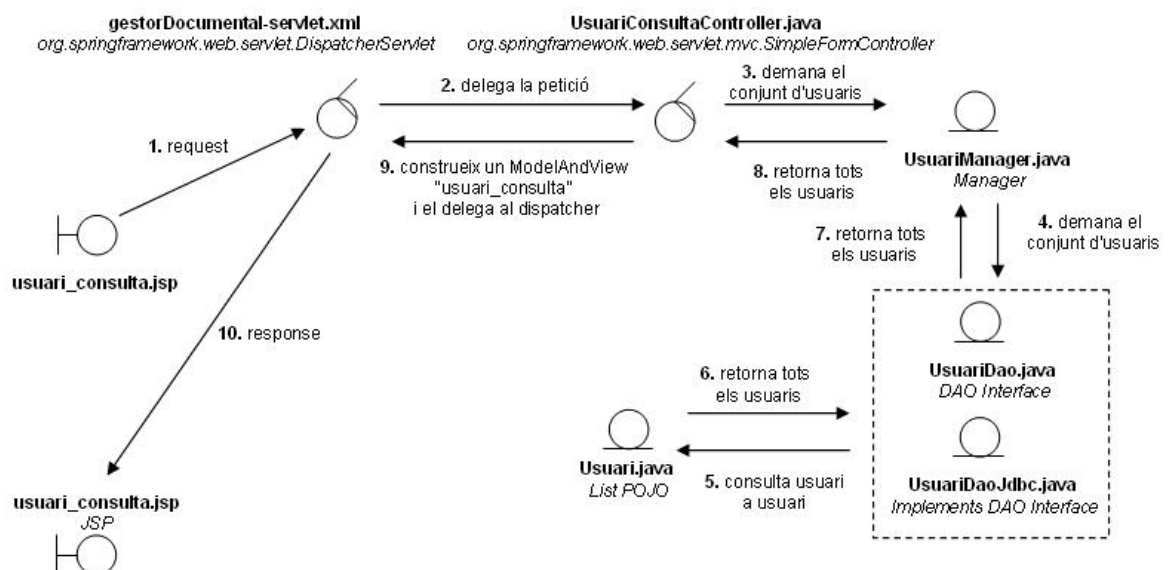 gestorDocumental-servlet.xml
org.springframework.web.servlet.DispatcherServlet
UsuariConsultaController.java
org.springframework.web.servlet.mvc.SimpleFormController
1. request
2. delega la petició
9. construeix un ModelAndView
"usuari_consulta"
i el delega al dispatcher
3. demana el
conjunt d'usuaris
8. retorna tots
els usuaris
UsuariManager.java
Manager
7. retorna tots
els usuaris
4. demana el
conjunt d'usuaris
usuari_consulta.jsp
10. response
UsuariDao.java
DAO Interface
6. retorna tots
els usuaris
Usuari.java
List POJO
5. consulta usuari
a usuari
UsuariDaoJdbc.java
Implements DAO Interface
usuari_consulta.jsp
JSP